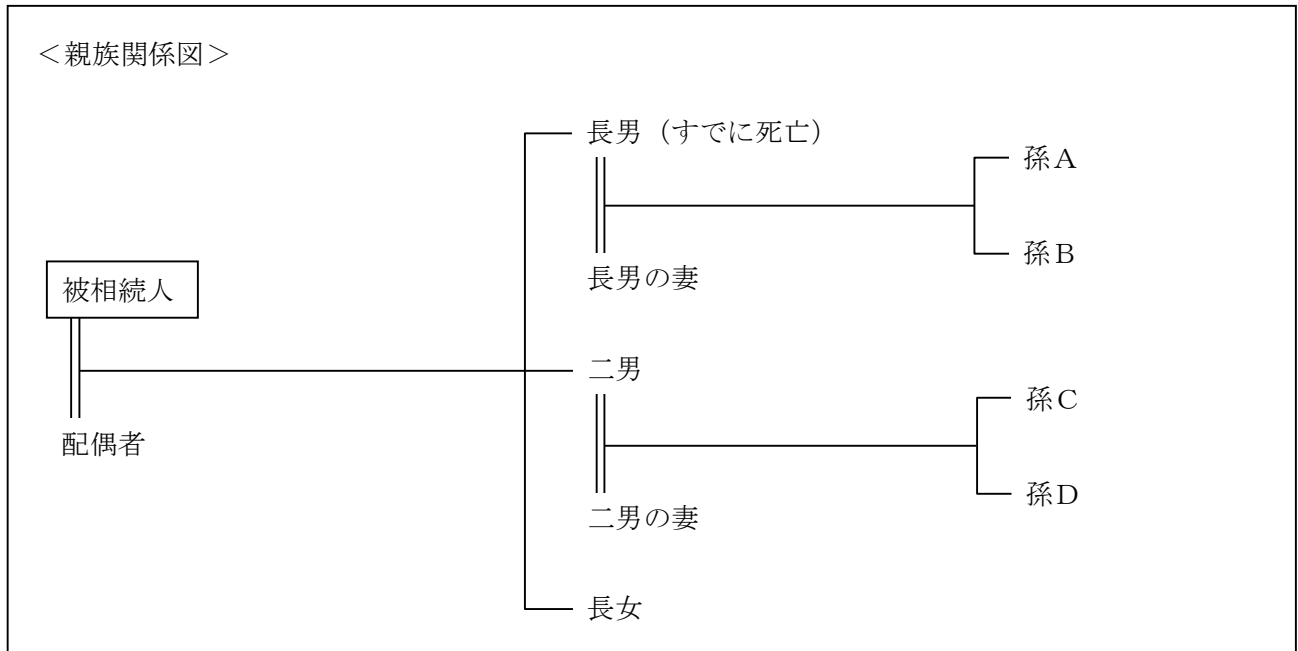 ＜親族関係図＞
長男（すでに死亡）
孫A
孫B
長男の妻
被相続人
二男
孫C
配偶者
孫D
二男の妻
長女